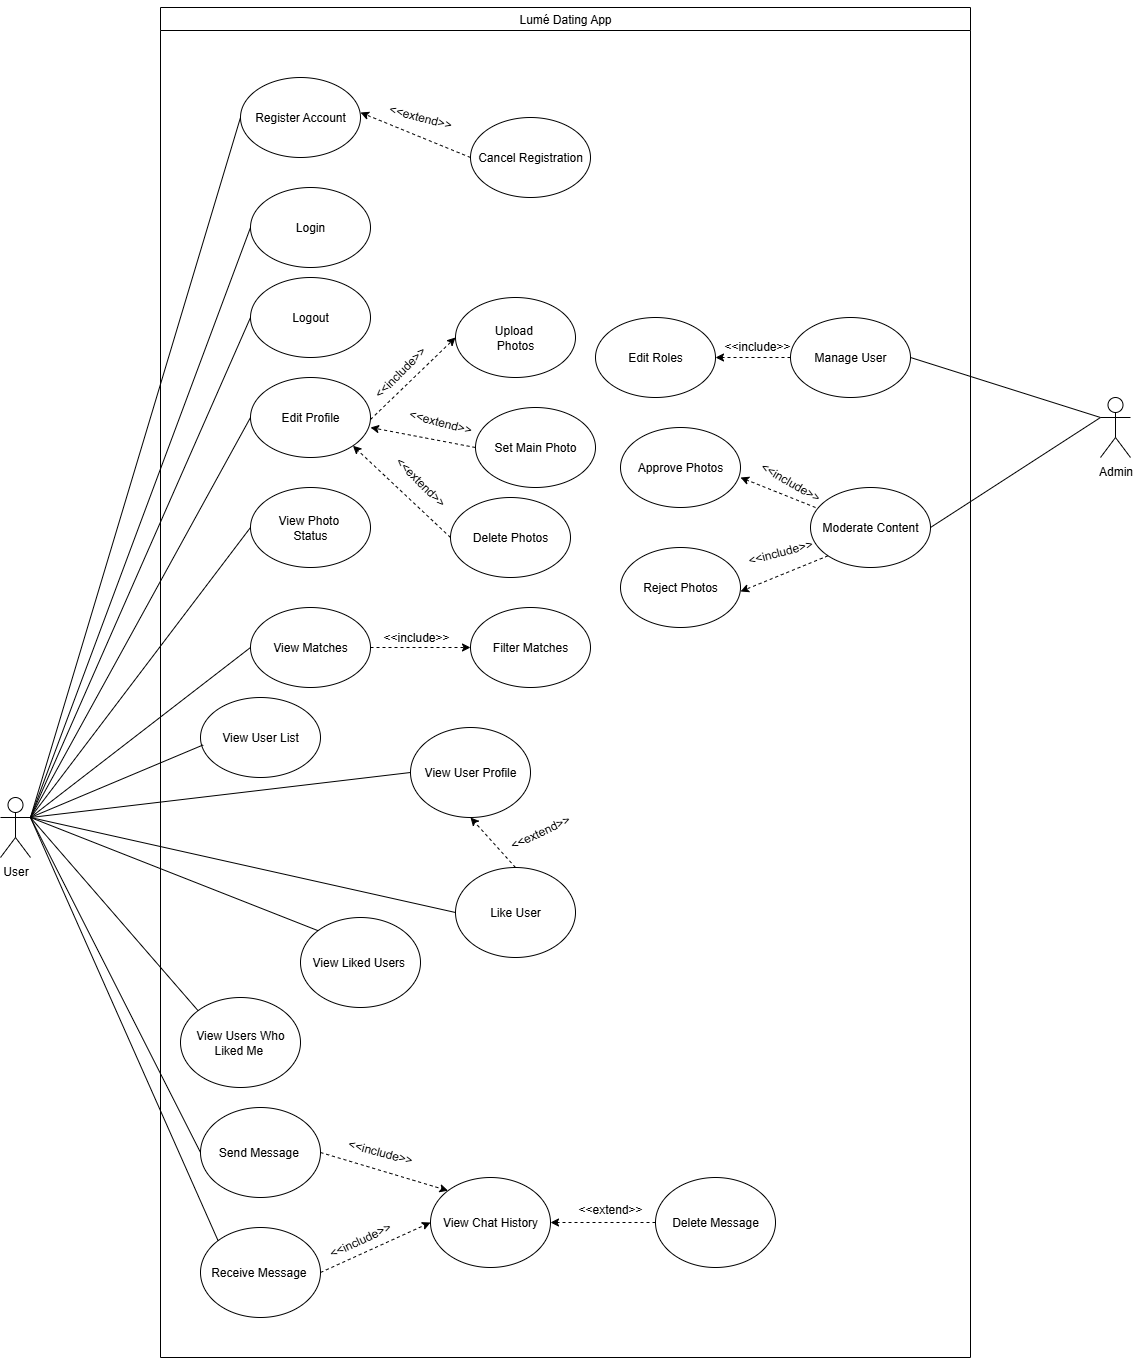 Lumé Dating App
Register Account
<<extend>>
Cancel Registration
Login
Logout
Upload
Photos
<<include>>
Edit Profile
<<extend>>
Set Main Photo
<<extend>>
Delete Photos
Edit Roles
<<include>>
Manage User
Approve Photos
<<include>>
Moderate Content
<<include>>
Reject Photos
Admin
View Photo
Status
View Matches
<<include>>
Filter Matches
View User List
View User Profile
<<extend>>
Like User
User
View Liked Users
View Users Who
Liked Me
Send Message
<<include>>
View Chat History
<<extend>>
Delete Message
<<include>>
Receive Message